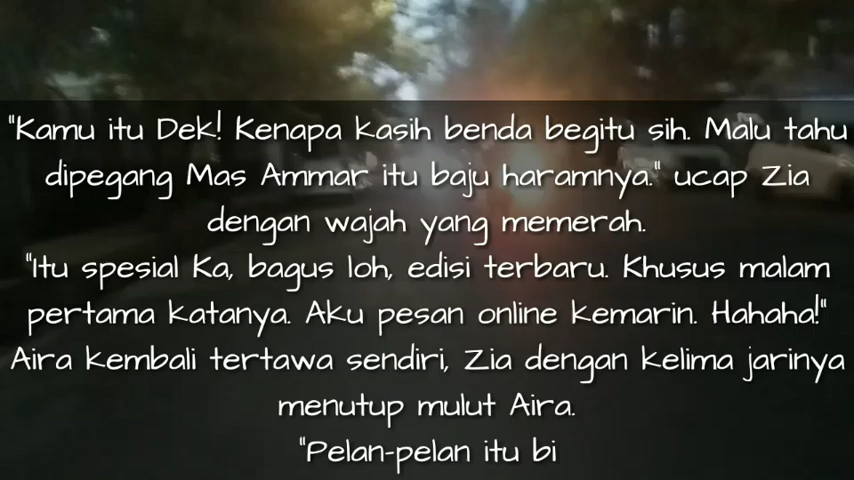 "Kamu itu Dek! Kenapa kasih benda begitu sih. Malu tahu
dipegang Mas Ammar itu baju haramnya." ucap Zia
dengan wajah yang memerah.
"Itu spesial Ka, bagus loh, edisi terbaru. Khusus malam
pertama katanya. Aku pesan online kemarin. Hahaha!"
Aira kembali tertawa sendiri, Zia dengan kelima jarinya
menutup mulut Aira.
"Pelan-pelan itu bi